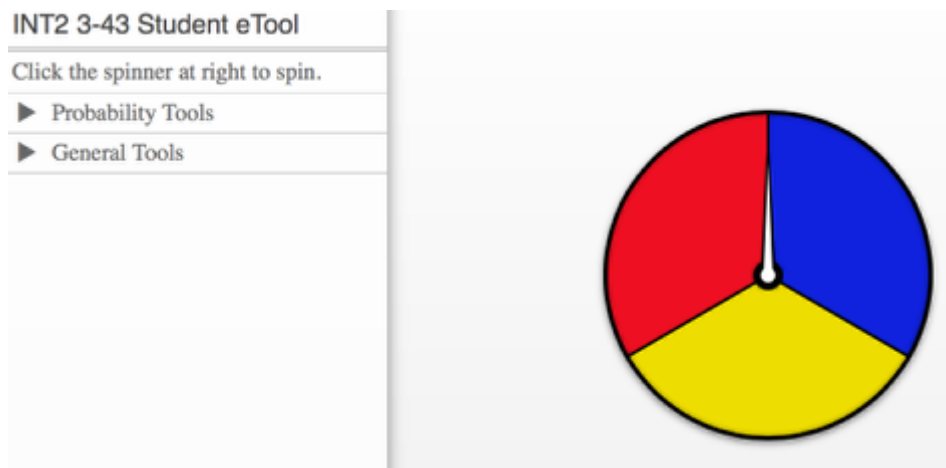 INT2 3-43 Student eTool
Click the spinner at right to spin.
Probability Tools
General Tools